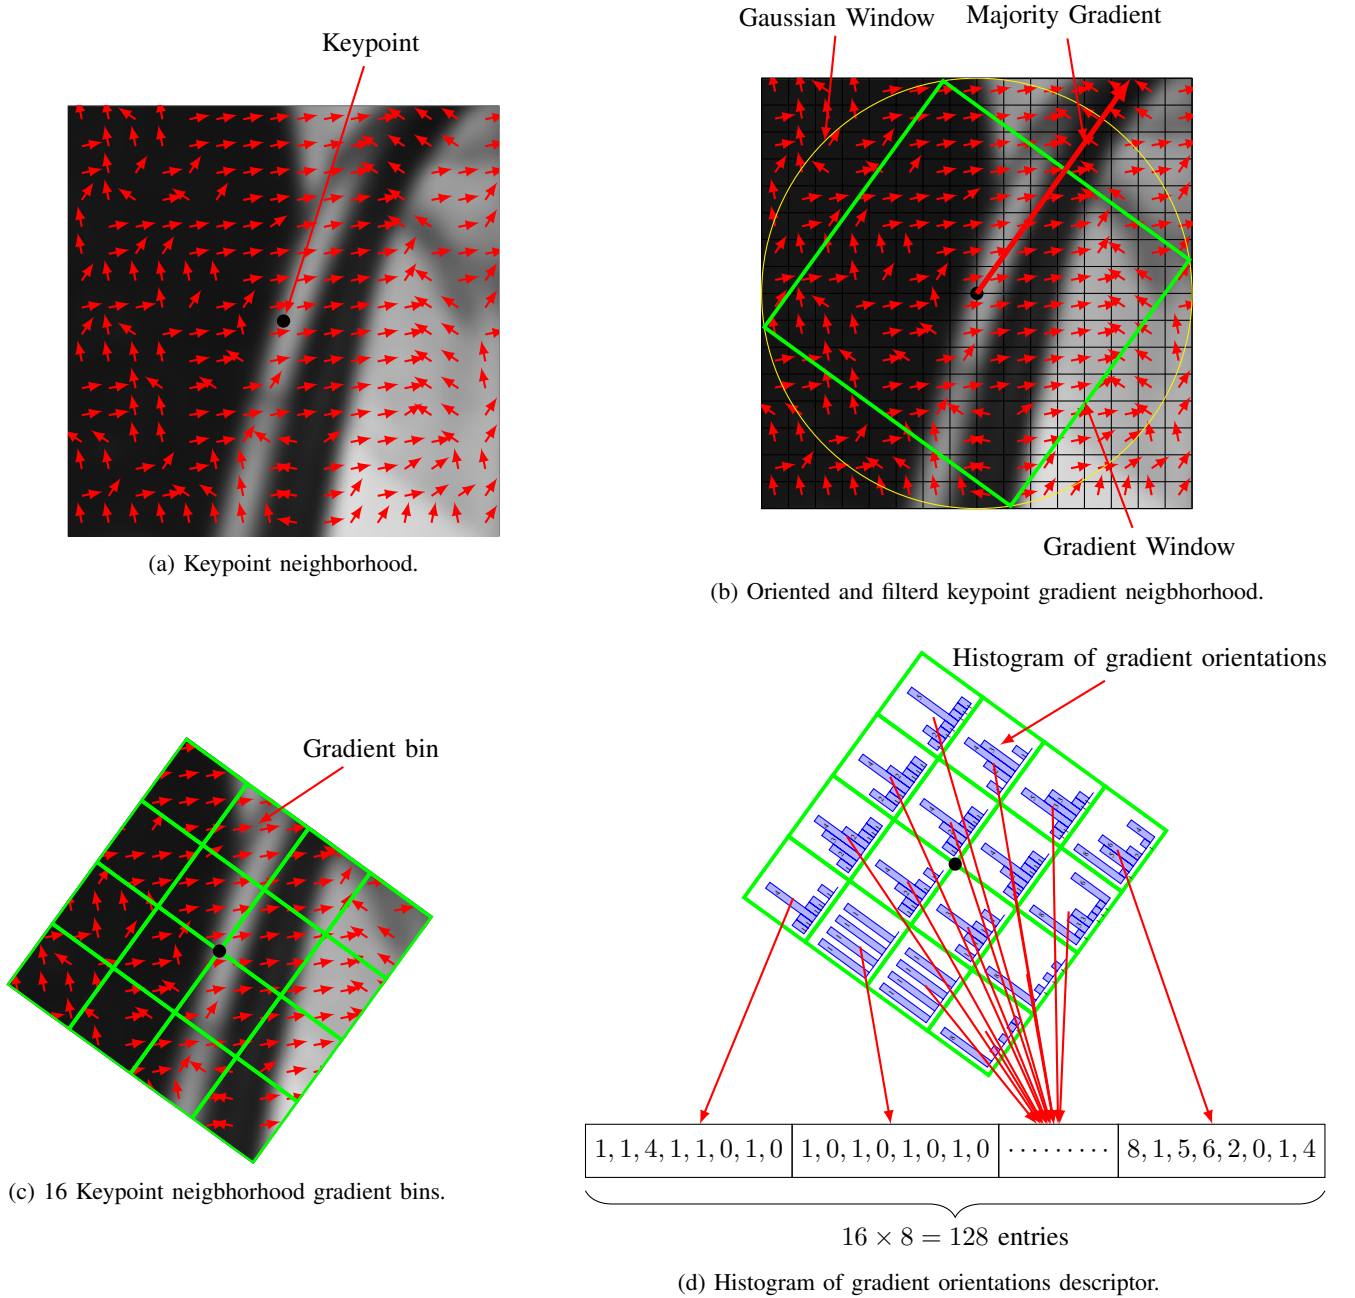 Keypoint
(a) Keypoint neighborhood.
Gaussian Window
Majority Gradient
Gradient Window
(b) Oriented and filterd keypoint gradient neigbhorhood.
Gradient bin
(c) 16 Keypoint neigbhorhood gradient bins.
Histogram of gradient orientations
1, 1, 4, 1, 1, 0, 1, 0
1, 0, 1, 0, 1, 0, 1, 0
·········
8, 1, 5, 6, 2, 0, 1, 4
16 × 8 = 128 entries
(d) Histogram of gradient orientations descriptor.